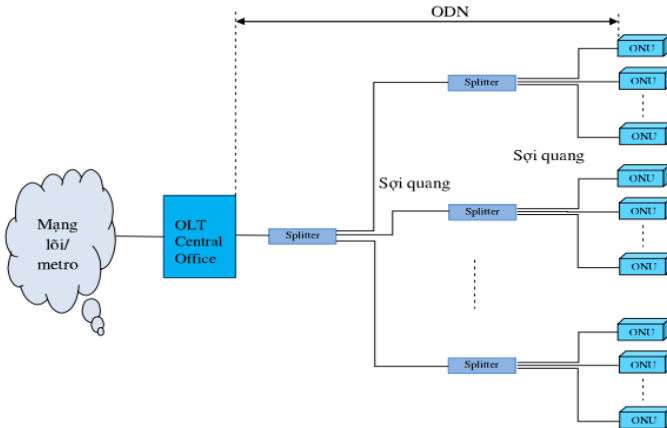 ODN
ONU
Splitter
ONU
ONU
Sợi quang
Sợi quang
ONU
Mạng
lõi/
metro
OLT
Central
Office
Splitter
Splitter
ONU
ONU
ONU
Splitter
ONU
ONU